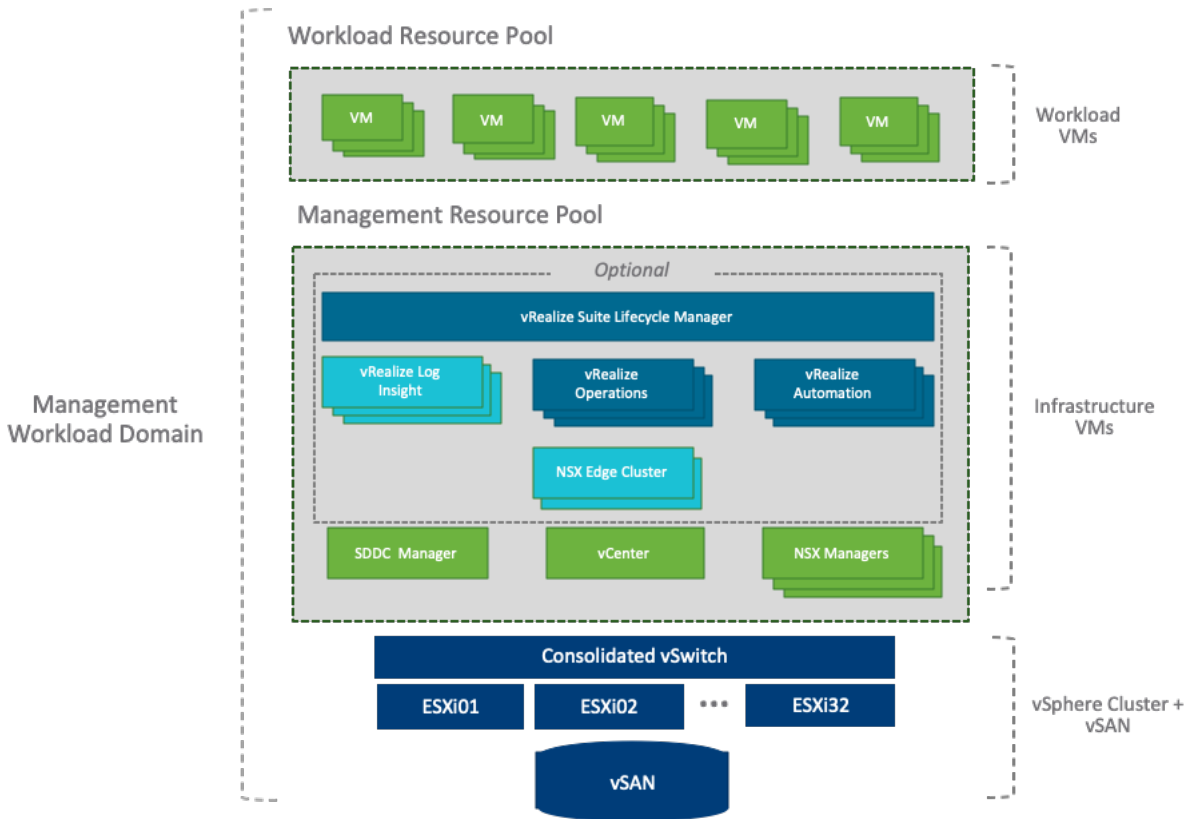 Workload Resource Pool
VM
VM
VM
VM
VM
Workload
VMs
Management Resource Pool
Optional
vRealize Suite Lifecycle Manager
vRealize Log
Insight
vRealize
Operations
vRealize
Automation
Management
Workload Domain
Infrastructure
VMs
NSX Edge Cluster
SDDC Manager
vCenter
NSX Managers
Consolidated vSwitch
ESXi01
ESXi02
•••
ESXi32
vSphere Cluster +
vSAN
vSAN